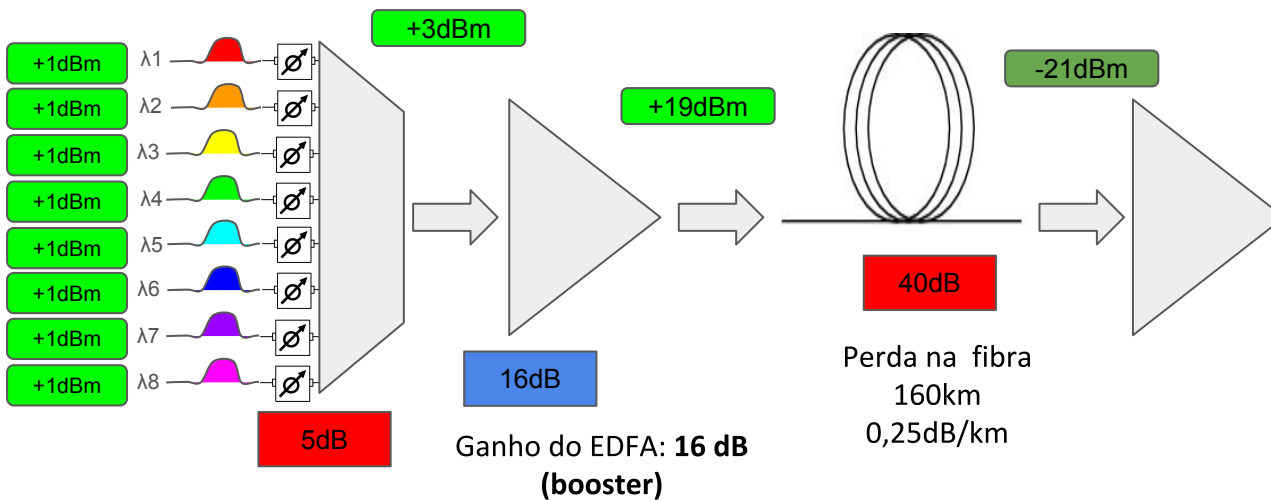 +3dBm
+1dBm λ1
+1dBm λ2
+1dBm λ3
+1dBm λ4
+1dBm λ5
+1dBm λ6
+1dBm λ7
+1dBm λ8
5dB
16dB
Ganho do EDFA: 16 dB
(booster)
+19dBm
40dB
Perda na fibra
160km
0,25dB/km
-21dBm